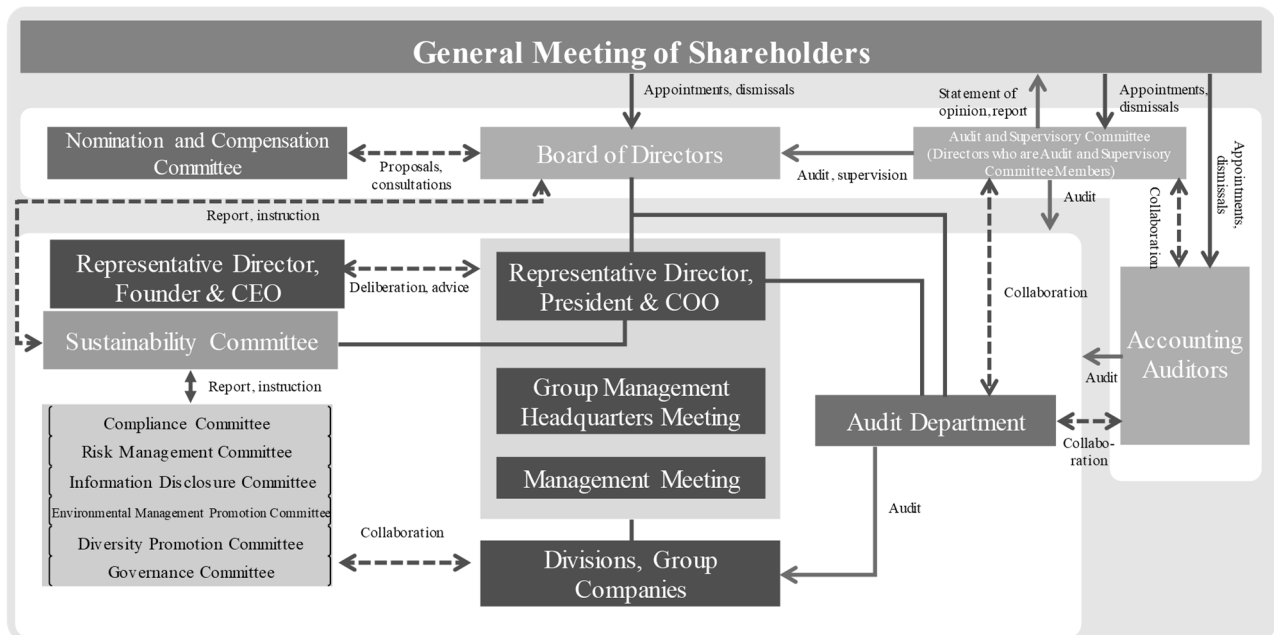 General Meeting of Shareholders
Appointments, dismissals
Statement of
opinion, report
Appointments,
dismissals
Nomination and Compensation
Committee
Proposals,
consultations
Board of Directors
Audit, supervision
Audit and Supervisory Committee
(Directors who are Audit and Supervisory
Committee Members)
Audit
Collaboration
Appointments,
dismissals
Report, instruction
Representative Director,
Founder & CEO
Deliberation, advice
Representative Director,
President & COO
Collaboration
Sustainability Committee
Accounting
Auditors
Audit
Report, instruction
Group Management
Headquarters Meeting
Audit Department
Collabo-
ration
Compliance Committee
Risk Management Committee
Information Disclosure Committee
Environmental Management Promotion Committee
Diversity Promotion Committee
Governance Committee
Management Meeting
Audit
Collaboration
Divisions, Group
Companies